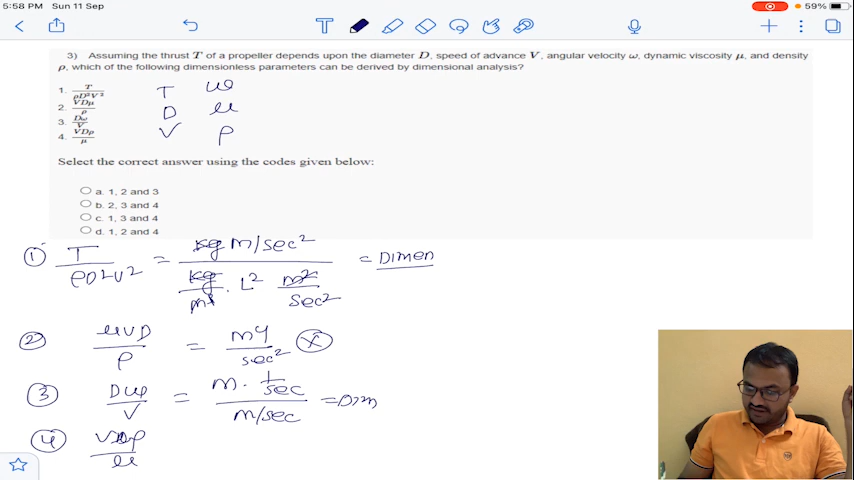 5:58 PM Sun 11 Sep
59%
3) Assuming the thrust T of a propeller depends upon the diameter D, speed of advance V, angular velocity ω, dynamic viscosity μ, and density
ρ, which of the following dimensionless parameters can be derived by dimensional analysis?
1. T/ρD²V²
2. VDμ/ρ
3. Dω/V
4. VDρ/μ
T ω
D μ
V ρ
Select the correct answer using the codes given below:
a. 1, 2 and 3
b. 2, 3 and 4
c. 1, 3 and 4
d. 1, 2 and 4
① T/ρD²V² = kg m/sec² / kg/m³ · L² m²/sec² = Dimen
② μVD/ρ = m4/sec² X
③ Dω/V = m · 1/sec / m/sec = Dim
④ VDρ/μ